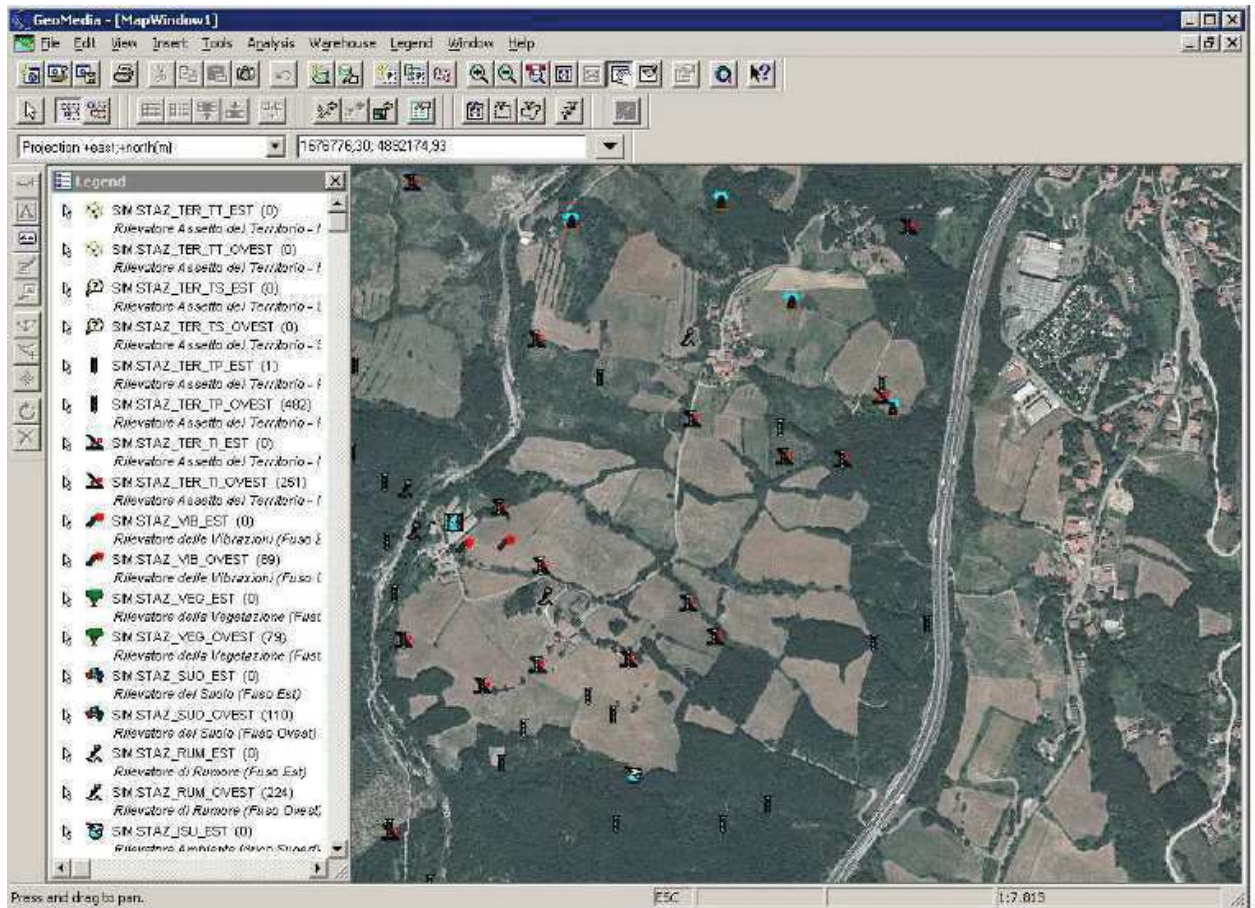 GeoMedia - [MapWindow1]
File Edit View Insert Tools Analysis Warehouse Legend Window Help
Projection +east;+north(m)
1676776,30; 4892174,93
Legend
SIM.STAZ_TER_TT_EST (0)
Rilevatore Assetto del Territorio -
SIM.STAZ_TER_TT_OVEST (0)
Rilevatore Assetto del Territorio -
SIM.STAZ_TER_TS_EST (0)
Rilevatore Assetto del Territorio -
SIM.STAZ_TER_TS_OVEST (0)
Rilevatore Assetto del Territorio -
SIM.STAZ_TER_TP_EST (1)
Rilevatore Assetto del Territorio -
SIM.STAZ_TER_TP_OVEST (482)
Rilevatore Assetto del Territorio -
SIM.STAZ_TER_TI_EST (0)
Rilevatore Assetto del Territorio -
SIM.STAZ_TER_TI_OVEST (251)
Rilevatore Assetto del Territorio -
SIM.STAZ_VIB_EST (0)
Rilevatore delle Vibrazioni (Fuso
SIM.STAZ_VIB_OVEST (89)
Rilevatore delle Vibrazioni (Fuso
SIM.STAZ_VEG_EST (0)
Rilevatore della Vegetazione (Fus
SIM.STAZ_VEG_OVEST (79)
Rilevatore della Vegetazione (Fus
SIM.STAZ_SUO_EST (0)
Rilevatore del Suolo (Fuso Est)
SIM.STAZ_SUO_OVEST (110)
Rilevatore del Suolo (Fuso Ovest)
SIM.STAZ_RUM_EST (0)
Rilevatore di Rumore (Fuso Est)
SIM.STAZ_RUM_OVEST (224)
Rilevatore di Rumore (Fuso Ovest)
SIM.STAZ_ISU_EST (0)
Rilevatore Ambiente
Press and drag to pan.
ESC
1:7.813